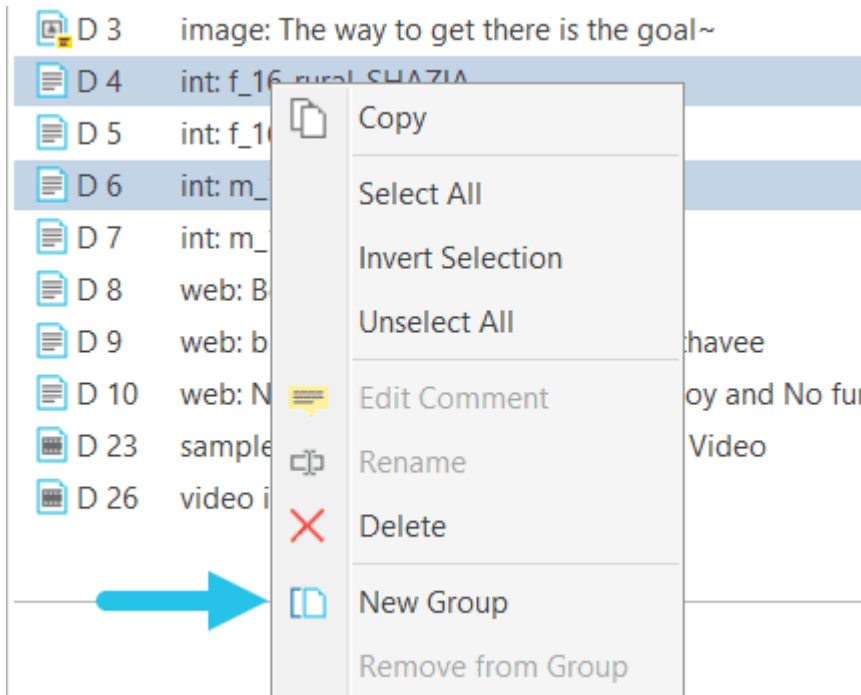 D 3 image: The way to get there is the goal~
D 4 int: f_16_rural_SHAZIA
D 5 int: f_16
D 6 int: m_
D 7 int: m_
D 8 web: B
D 9 web: b havee
D 10 web: N oy and No fu
D 23 sample Video
D 26 video i
Copy
Select All
Invert Selection
Unselect All
Edit Comment
Rename
Delete
New Group
Remove from Group